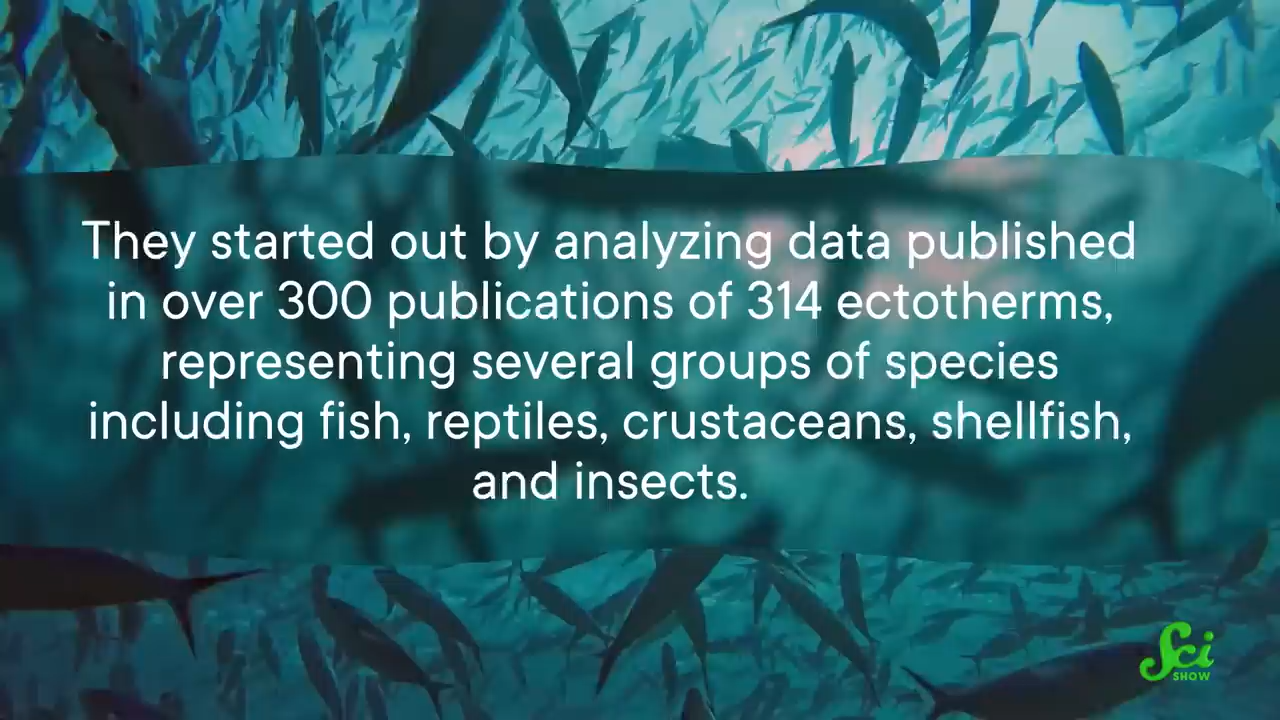 They started out by analyzing data published
in over 300 publications of 314 ectotherms,
representing several groups of species
including fish, reptiles, crustaceans, shellfish,
and insects.
Sci
SHOW